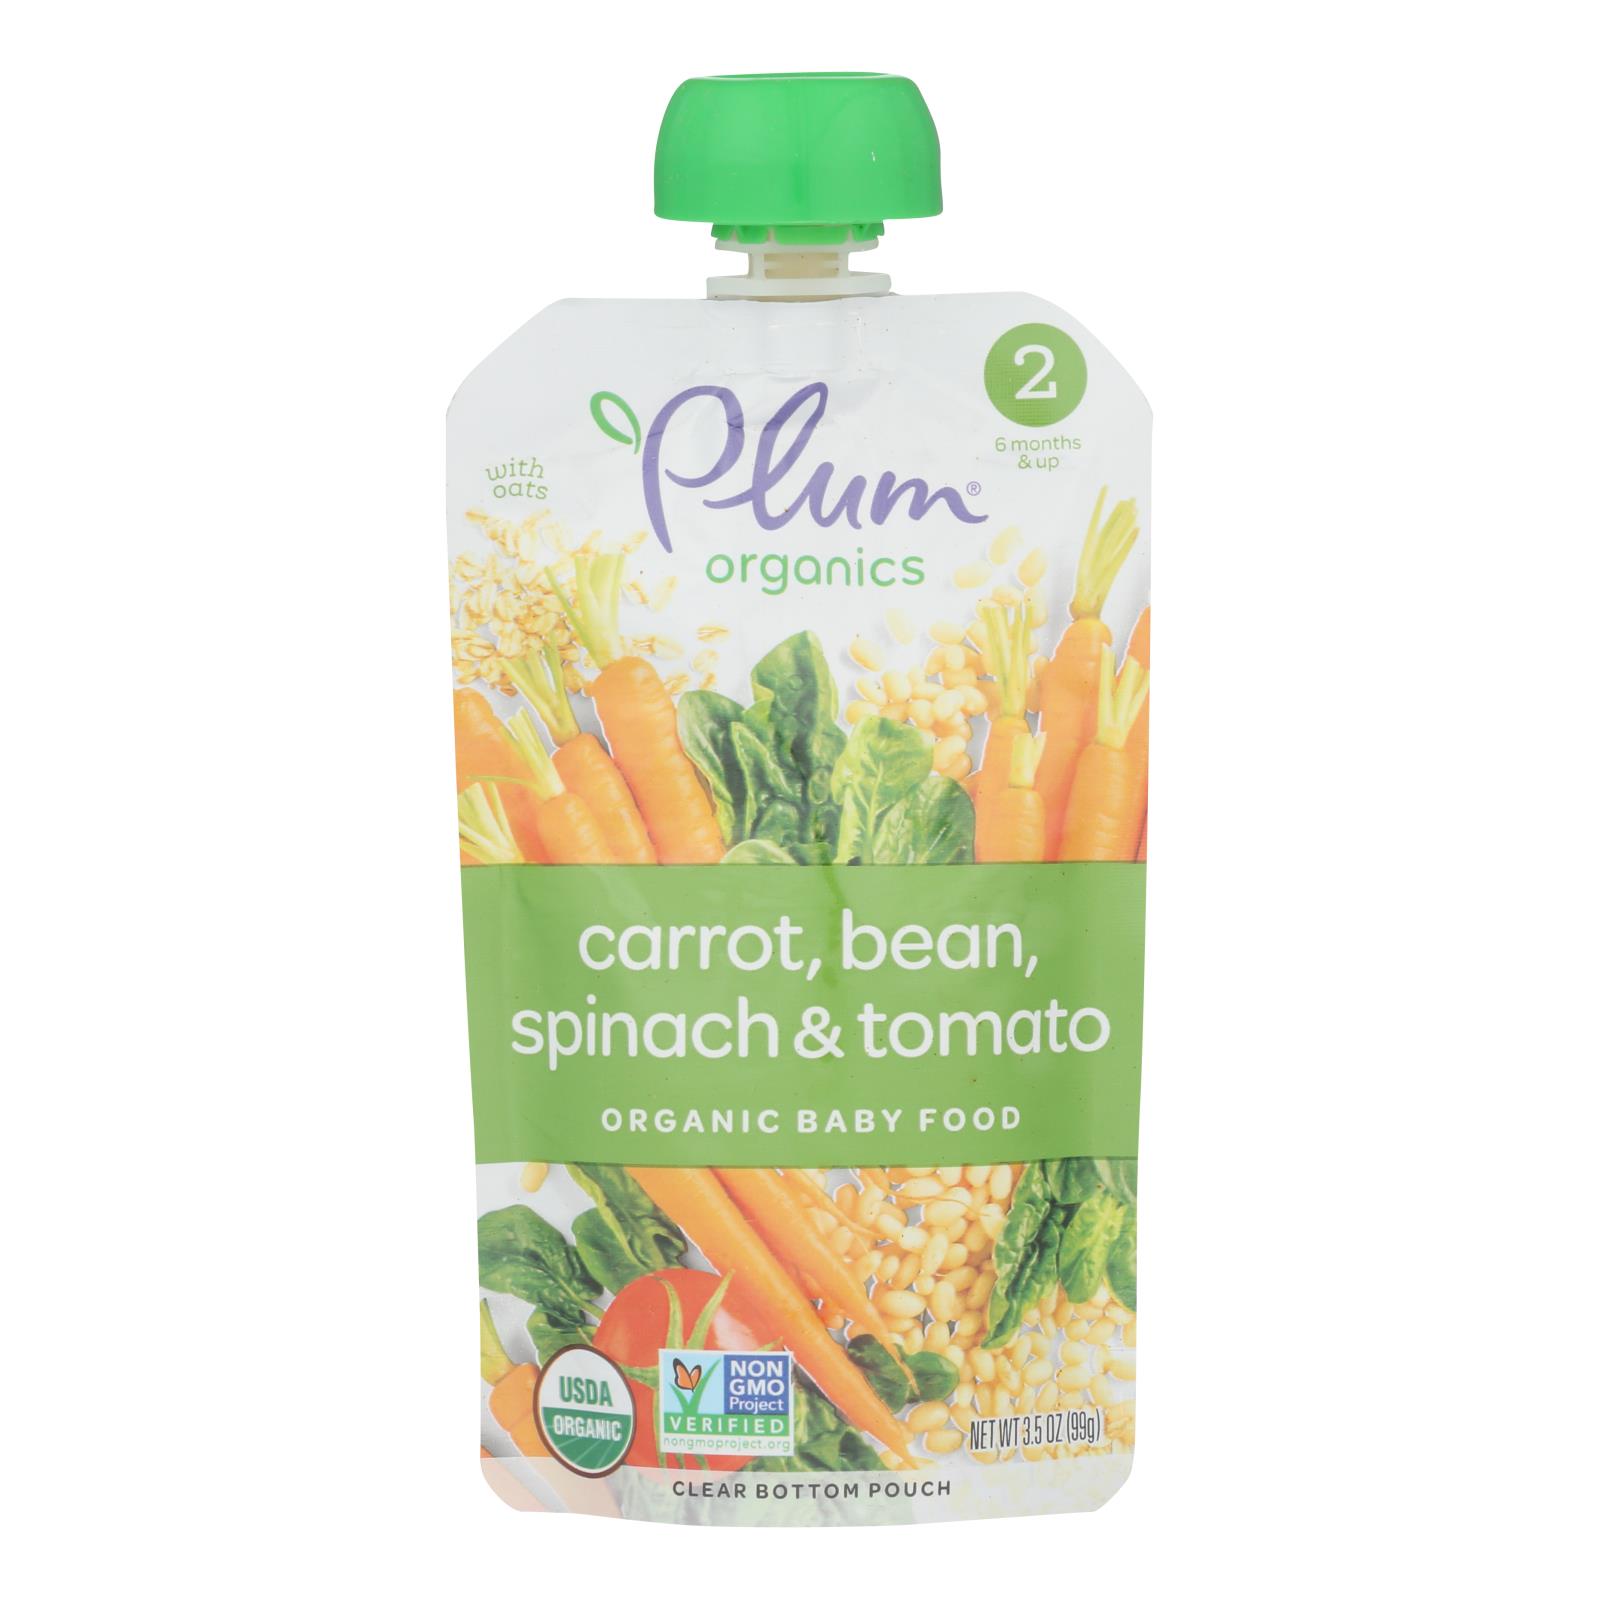 2
6 months
& up
with
oats
Plum®
organics
carrot, bean,
spinach & tomato
ORGANIC BABY FOOD
USDA
ORGANIC
NON
GMO
Project
VERIFIED
nongmoproject.org
NET WT 3.5 OZ (99g)
CLEAR BOTTOM POUCH